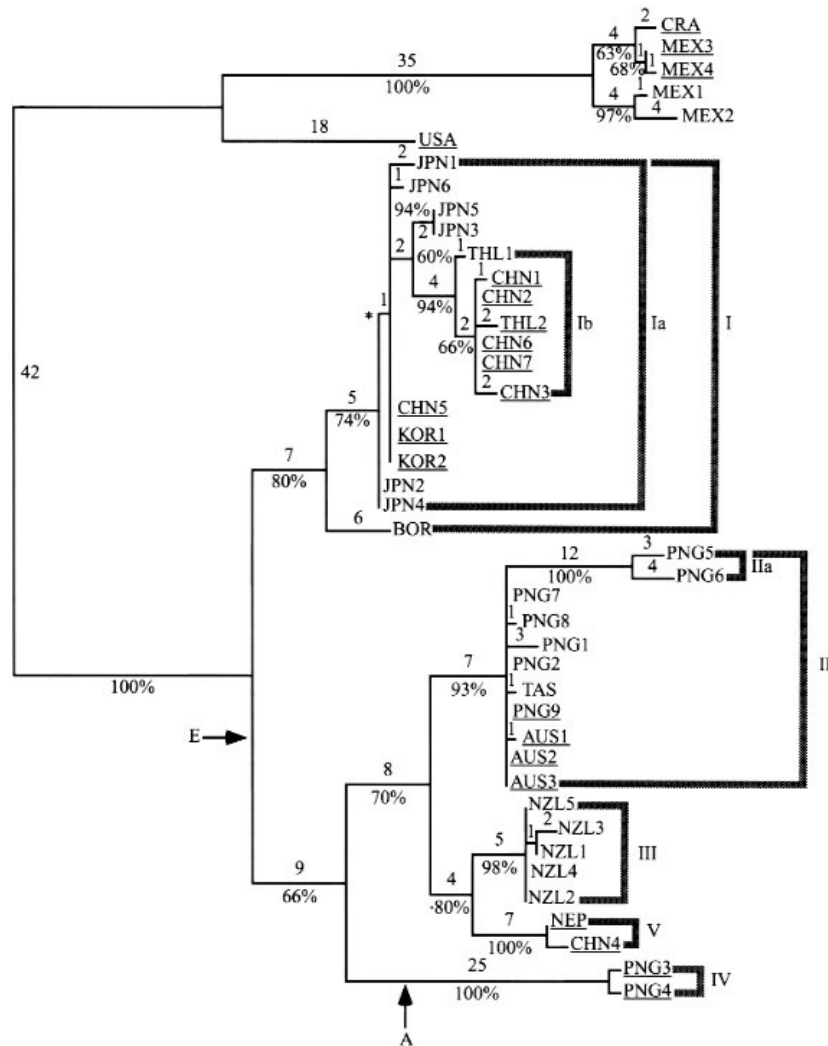 2 CRA
4
1 MEX3
63%
1
68% MEX4
35
100%
1 MEX1
4
4 MEX2
97%
18
USA
2 JPN1
1
JPN6
94% JPN5
2 JPN3
2
60%
1 THL1
4
94%
1 CHN1
CHN2
2 THL2
2
66%
CHN6
CHN7
2 CHN3
Ib
Ia
I
1
*
42
5
74%
CHN5
KOR1
KOR2
JPN2
JPN4
7
80%
6 BOR
12
100%
3 PNG5
4 PNG6
IIa
PNG7
1 PNG8
3 PNG1
PNG2
7
93%
1 TAS
PNG9
1 AUS1
AUS2
AUS3
II
100%
E
8
70%
NZL5
2 NZL3
1
NZL1
5
98%
NZL4
NZL2
III
4
80%
9
66%
7
100%
NEP
CHN4
V
25
100%
PNG3
PNG4
IV
A